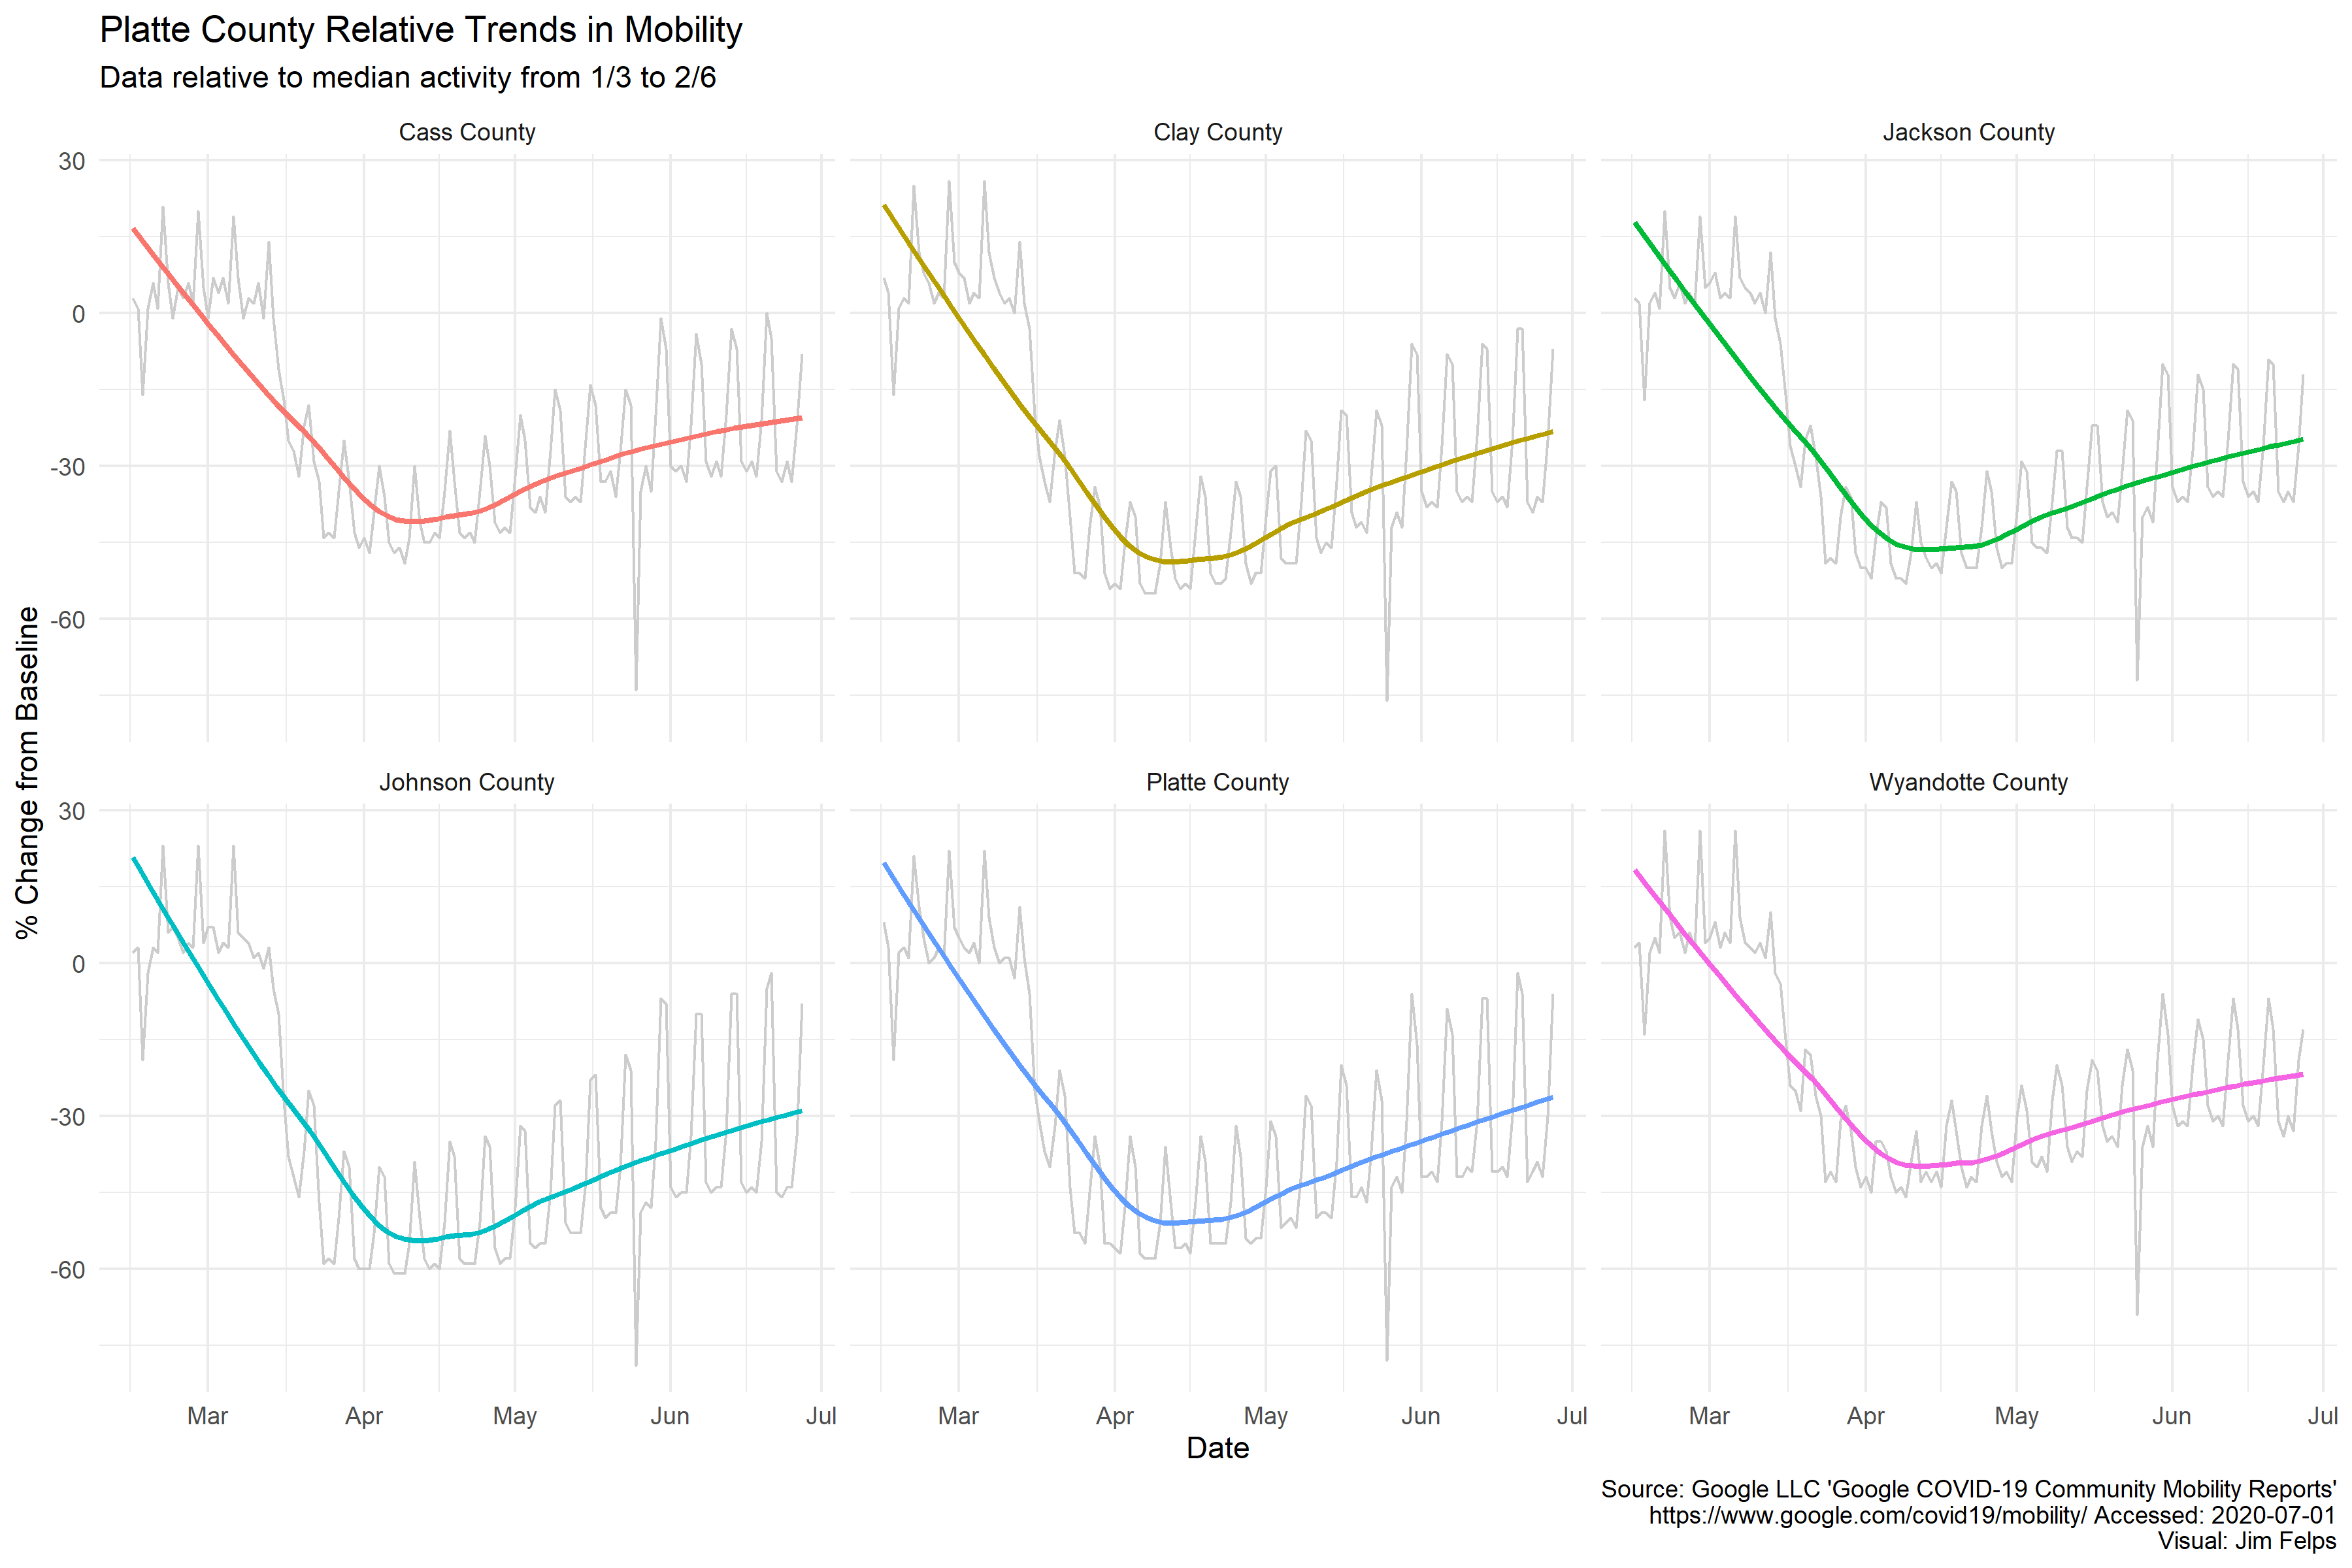 Platte County Relative Trends in Mobility
Data relative to median activity from 1/3 to 2/6
Cass County
Clay County
Jackson County
30
0
-30
-60
% Change from Baseline
Johnson County
Platte County
Wyandotte County
30
0
-30
-60
Mar Apr May Jun Jul
Mar Apr May Jun Jul
Mar Apr May Jun Jul
Date
Source: Google LLC 'Google COVID-19 Community Mobility Reports'
https://www.google.com/covid19/mobility/ Accessed: 2020-07-01
Visual: Jim Felps